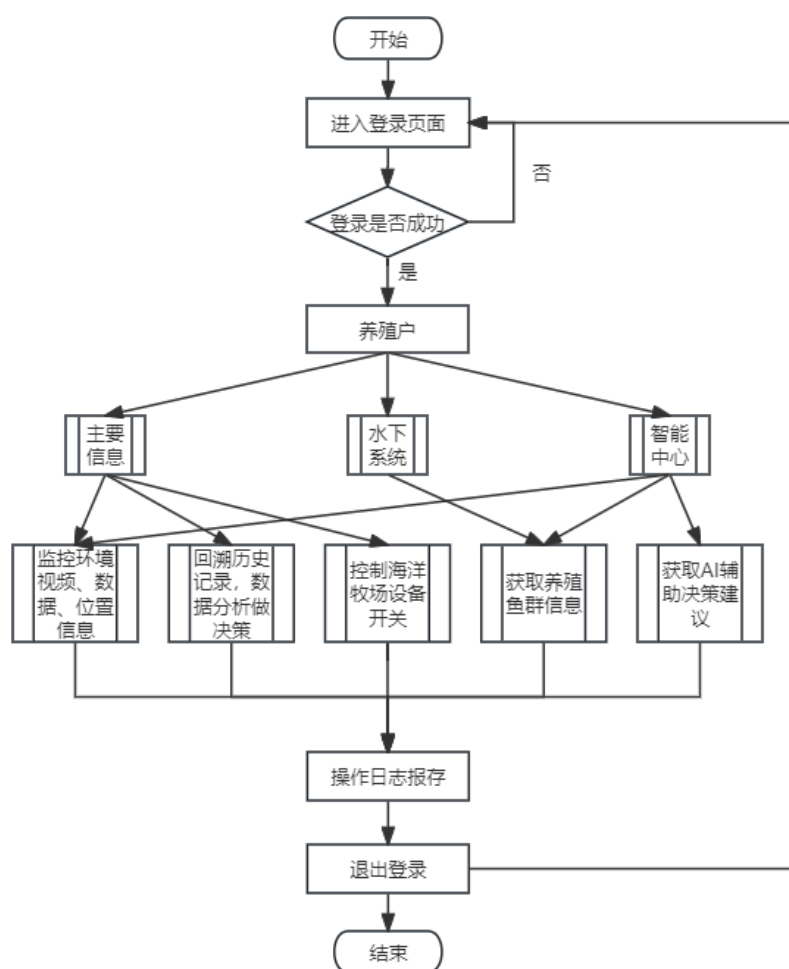 开始
进入登录页面
否
登录是否成功
是
养殖户
主要
信息
水下
系统
智能
中心
监控环境
视频、数
据、位置
信息
回溯历史
记录，数
据分析做
决策
控制海洋
牧场设备
开关
获取养殖
鱼群信息
获取AI辅
助决策建
议
操作日志报存
退出登录
结束